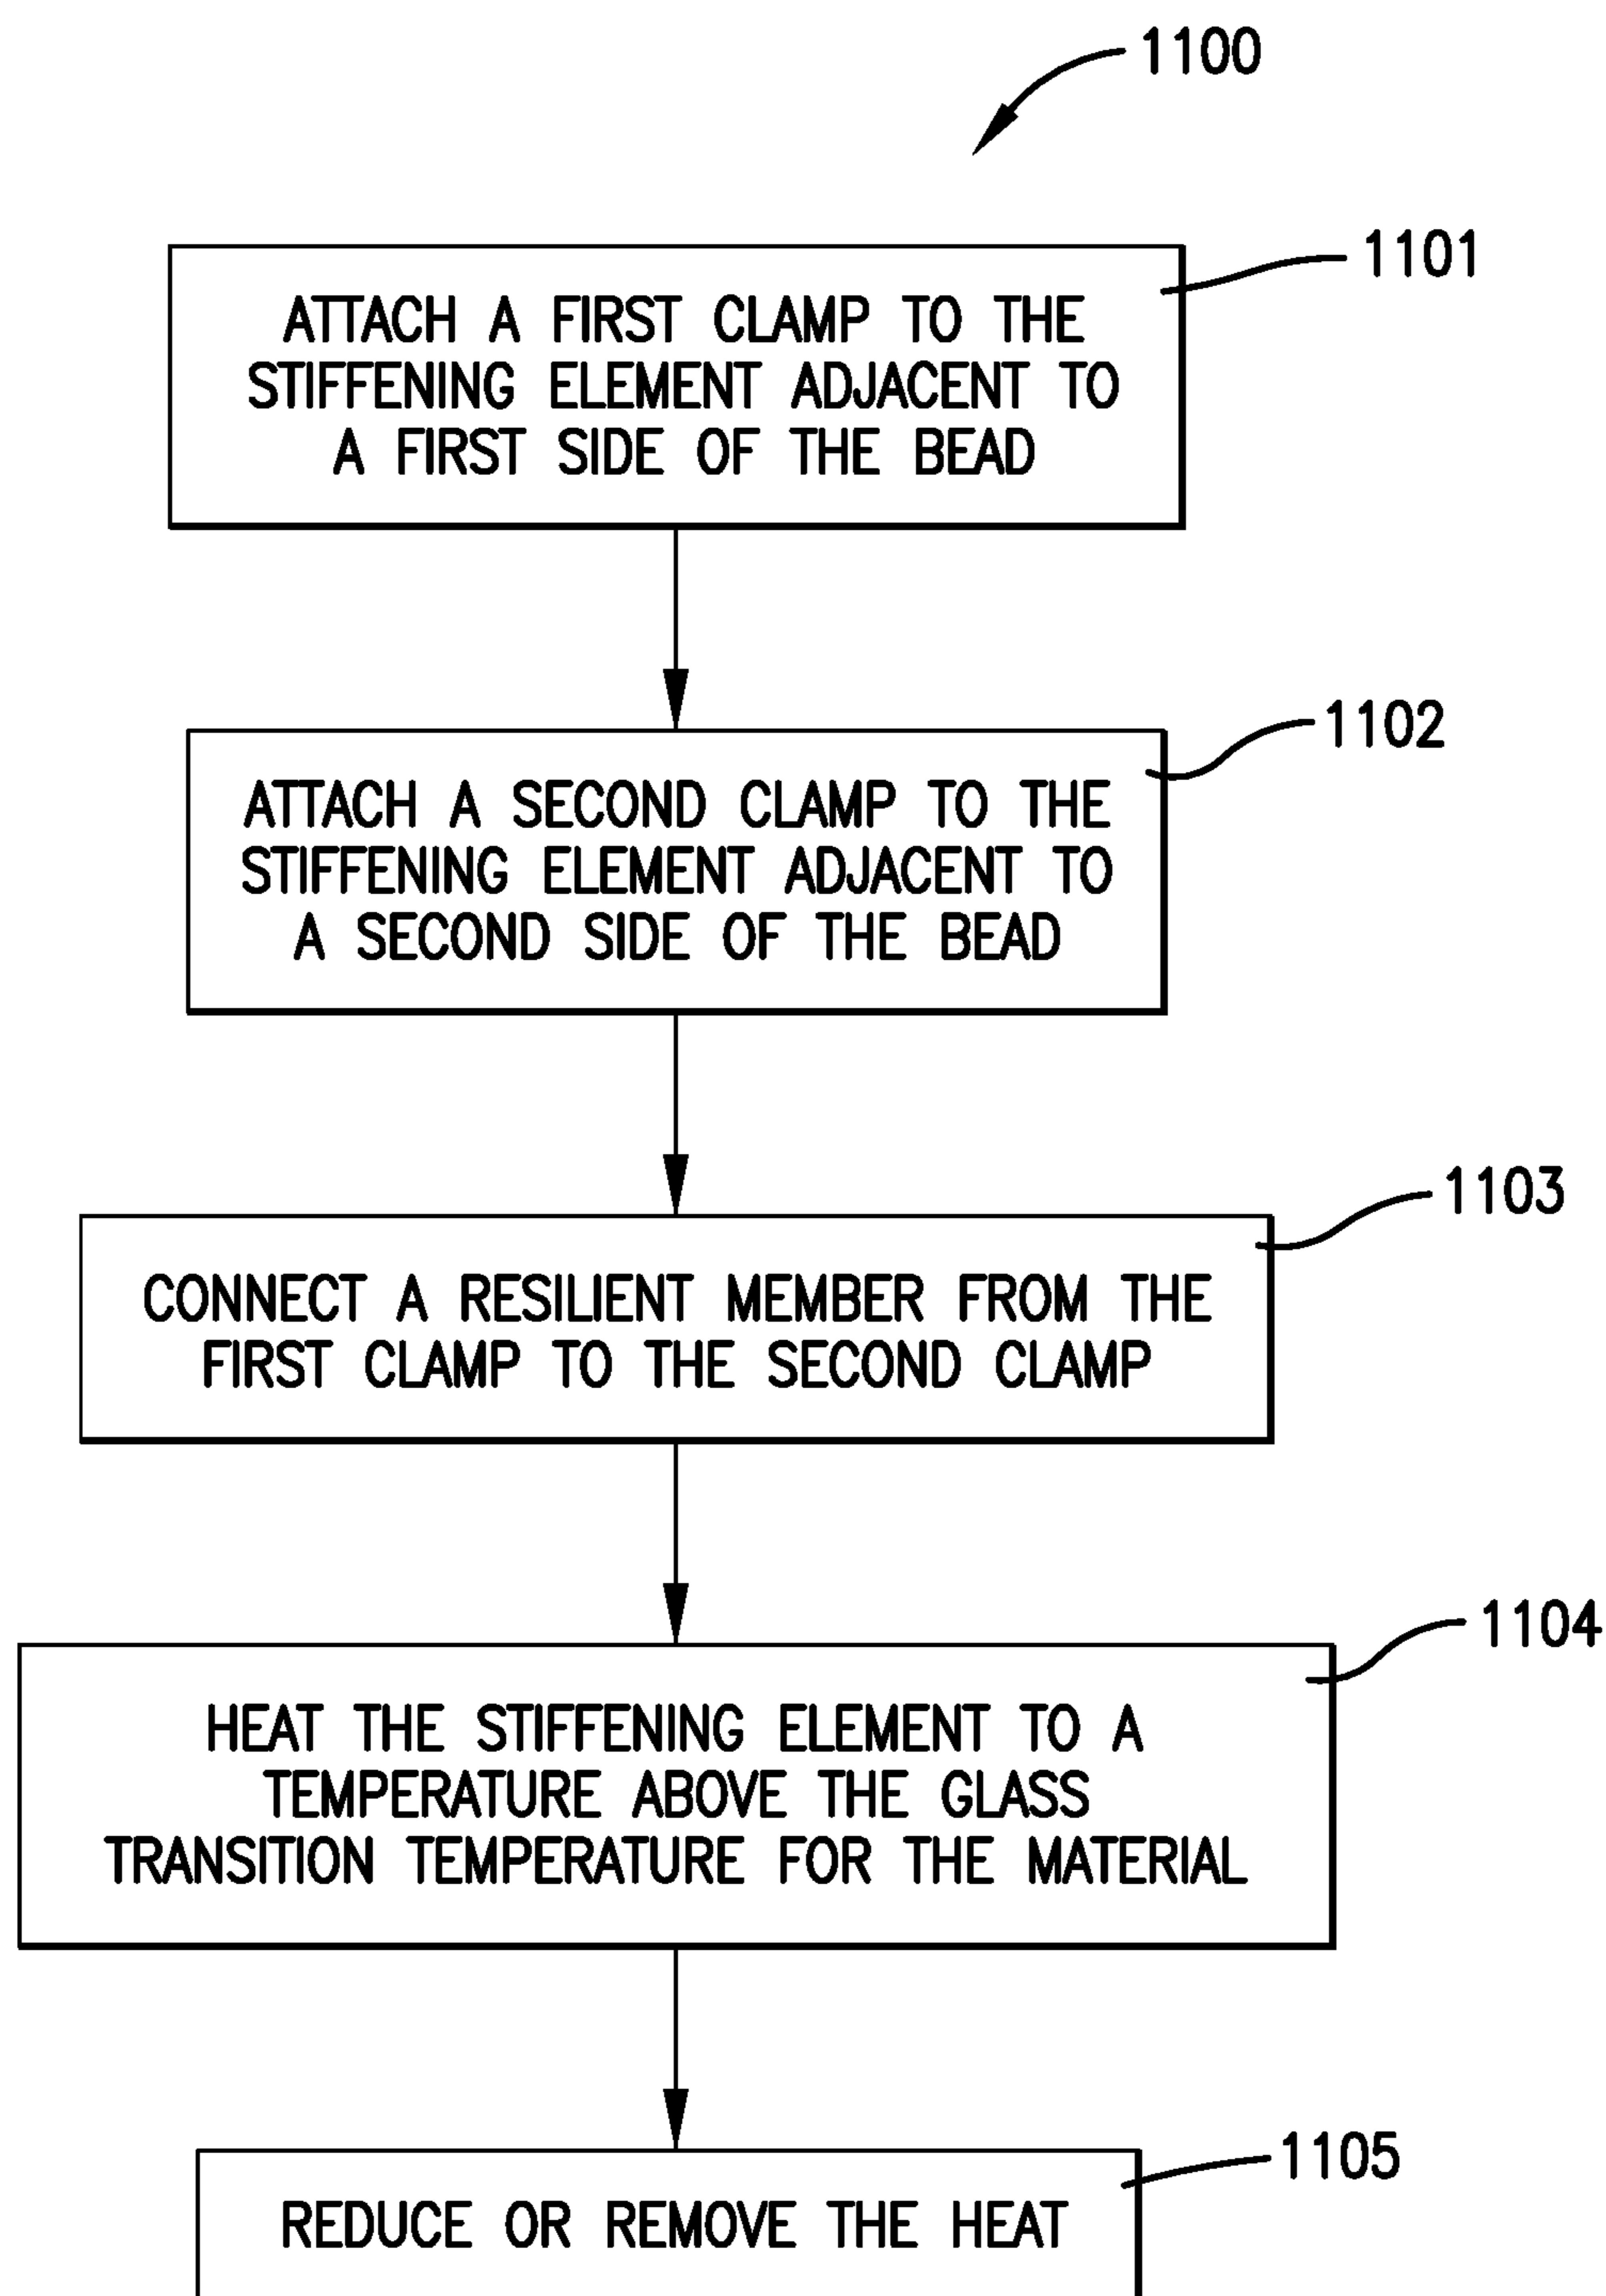 1100
1101
ATTACH A FIRST CLAMP TO THE
STIFFENING ELEMENT ADJACENT TO
A FIRST SIDE OF THE BEAD
1102
ATTACH A SECOND CLAMP TO THE
STIFFENING ELEMENT ADJACENT TO
A SECOND SIDE OF THE BEAD
1103
CONNECT A RESILIENT MEMBER FROM THE
FIRST CLAMP TO THE SECOND CLAMP
1104
HEAT THE STIFFENING ELEMENT TO A
TEMPERATURE ABOVE THE GLASS
TRANSITION TEMPERATURE FOR THE MATERIAL
1105
REDUCE OR REMOVE THE HEAT